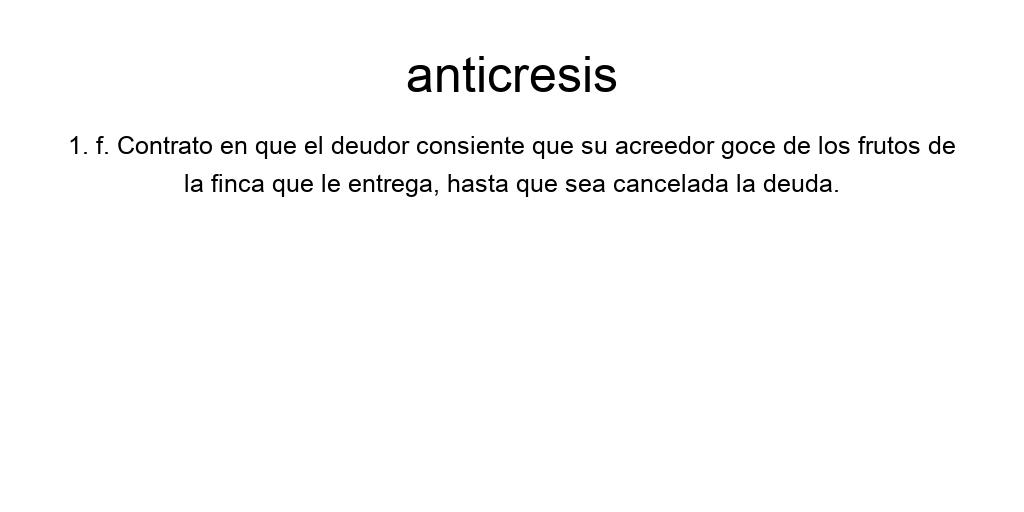 anticresis
1. f. Contrato en que el deudor consiente que su acreedor goce de los frutos de
la finca que le entrega, hasta que sea cancelada la deuda.